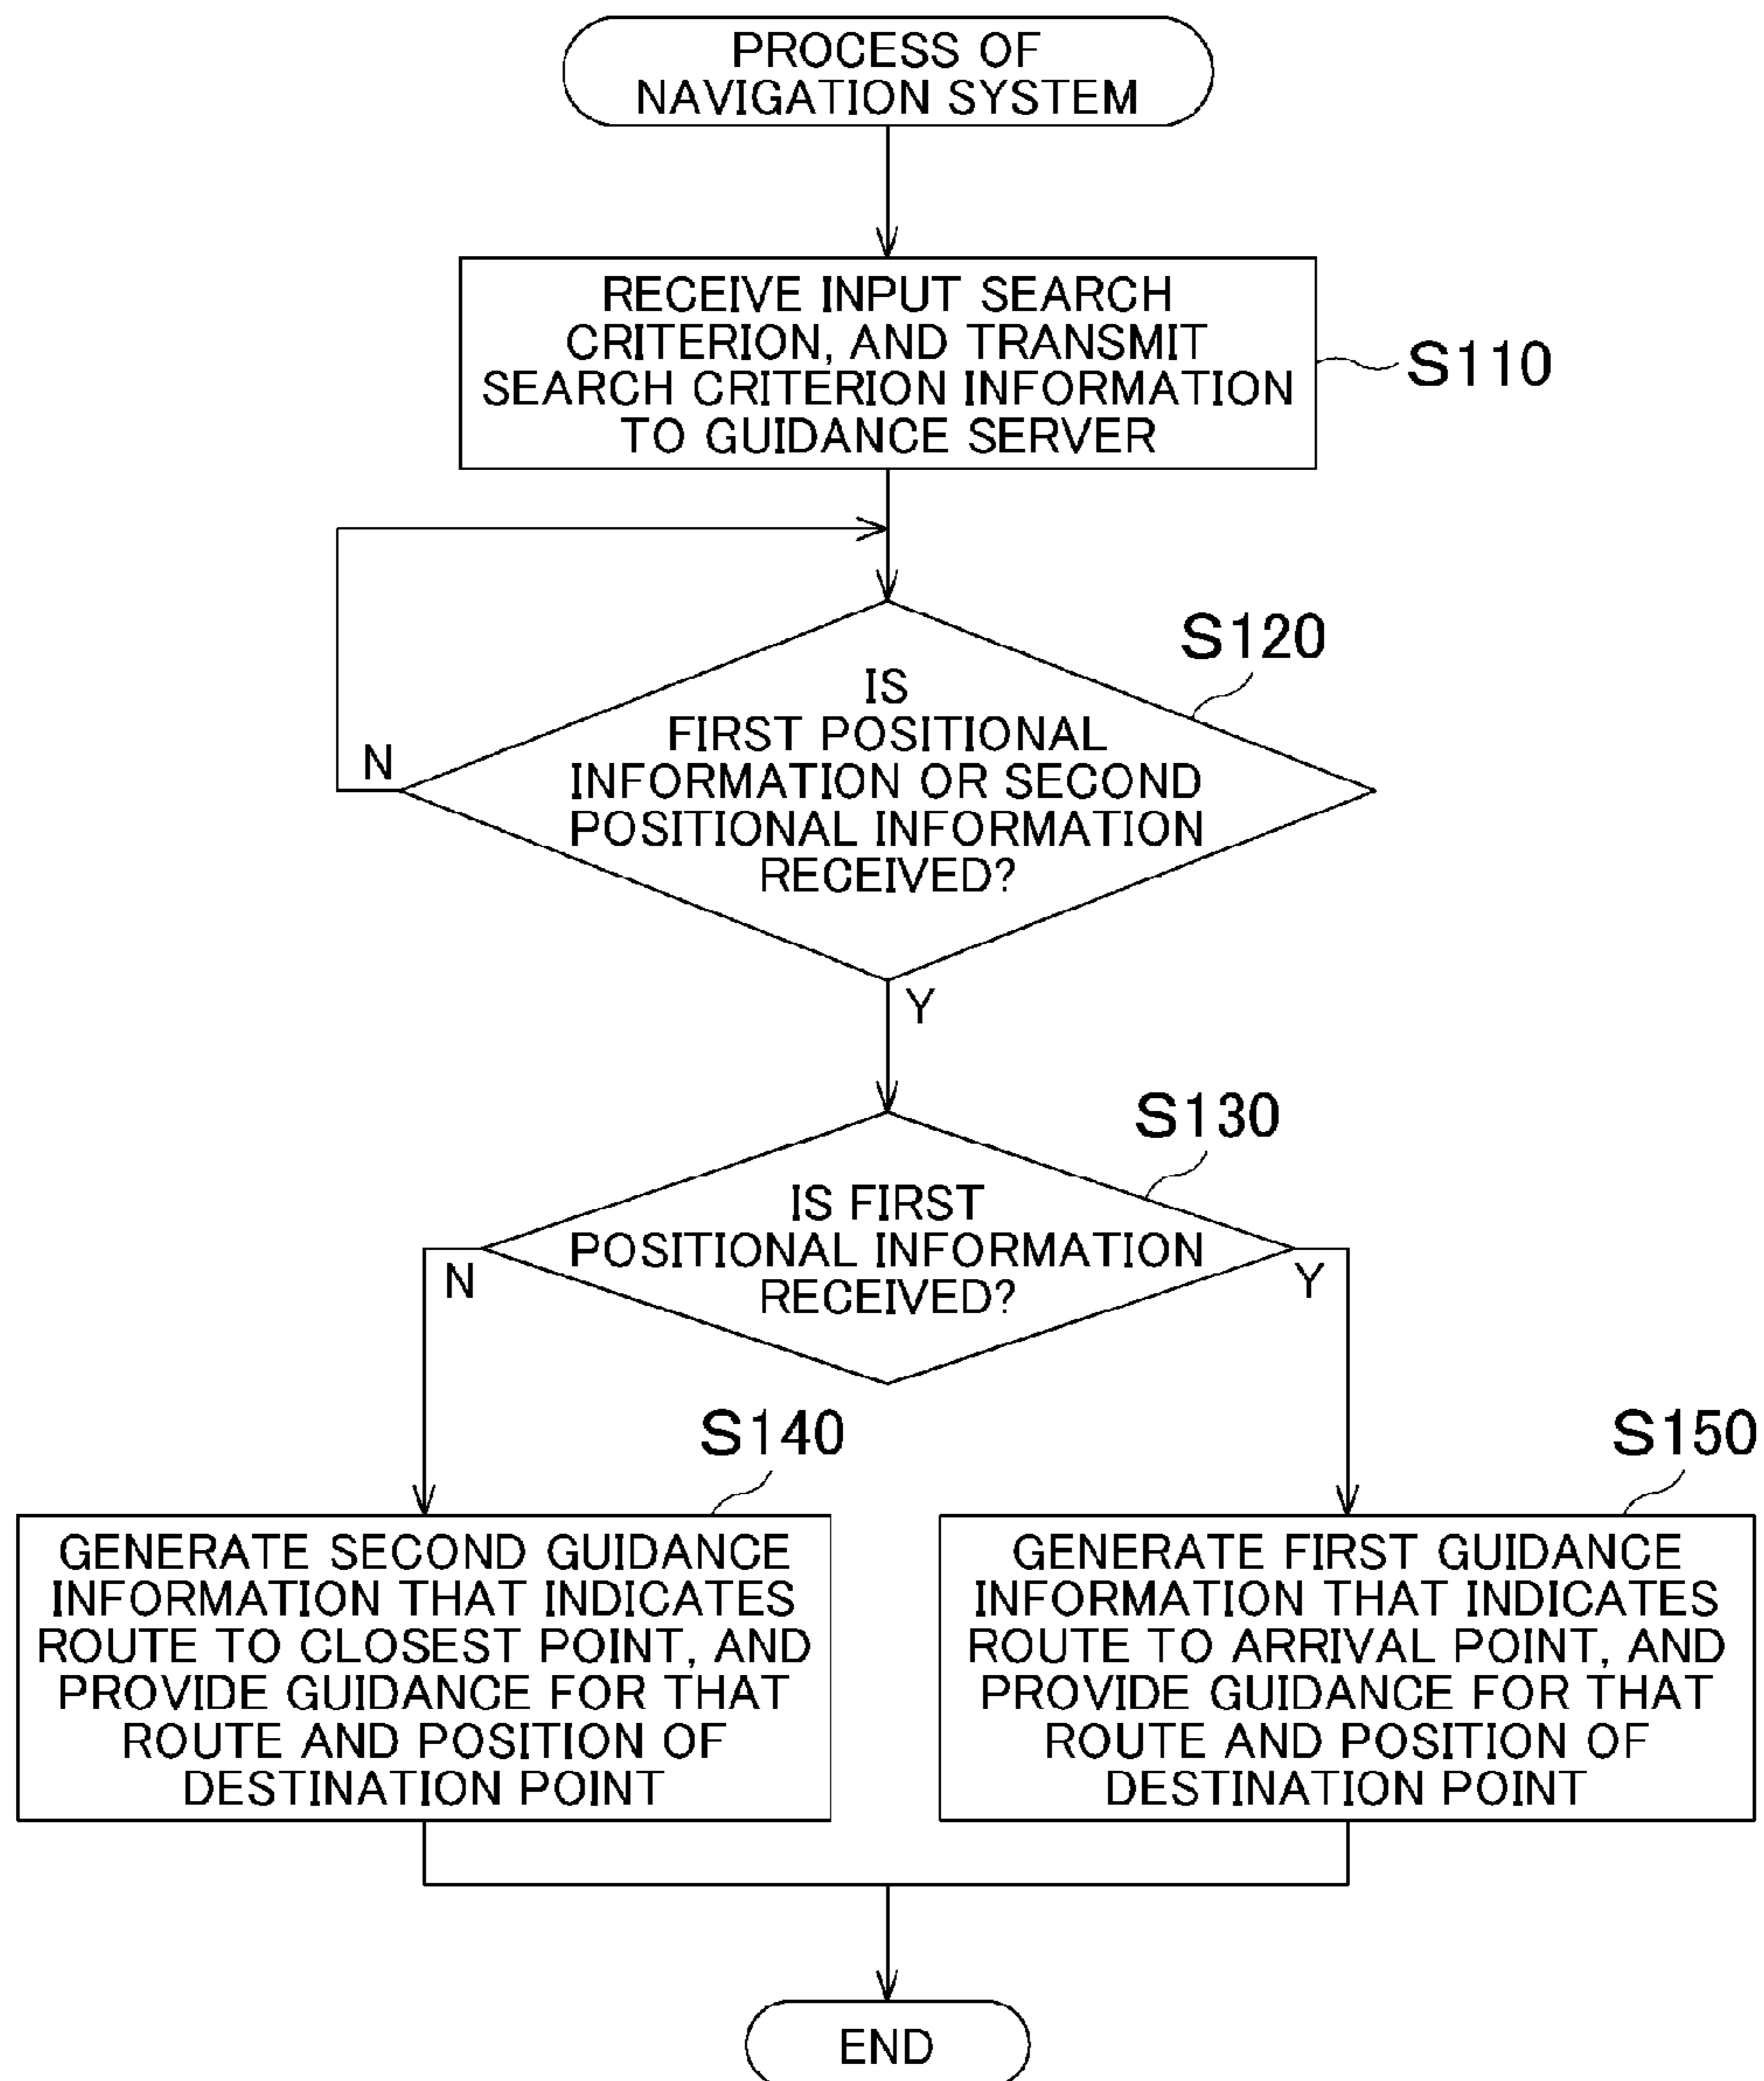 PROCESS OF
NAVIGATION SYSTEM
RECEIVE INPUT SEARCH
CRITERION, AND TRANSMIT
SEARCH CRITERION INFORMATION
TO GUIDANCE SERVER
S110
S120
IS
FIRST POSITIONAL
INFORMATION OR SECOND
POSITIONAL INFORMATION
RECEIVED?
N
Y
S130
IS FIRST
POSITIONAL INFORMATION
RECEIVED?
N
Y
S140
GENERATE SECOND GUIDANCE
INFORMATION THAT INDICATES
ROUTE TO CLOSEST POINT, AND
PROVIDE GUIDANCE FOR THAT
ROUTE AND POSITION OF
DESTINATION POINT
S150
GENERATE FIRST GUIDANCE
INFORMATION THAT INDICATES
ROUTE TO ARRIVAL POINT, AND
PROVIDE GUIDANCE FOR THAT
ROUTE AND POSITION OF
DESTINATION POINT
END